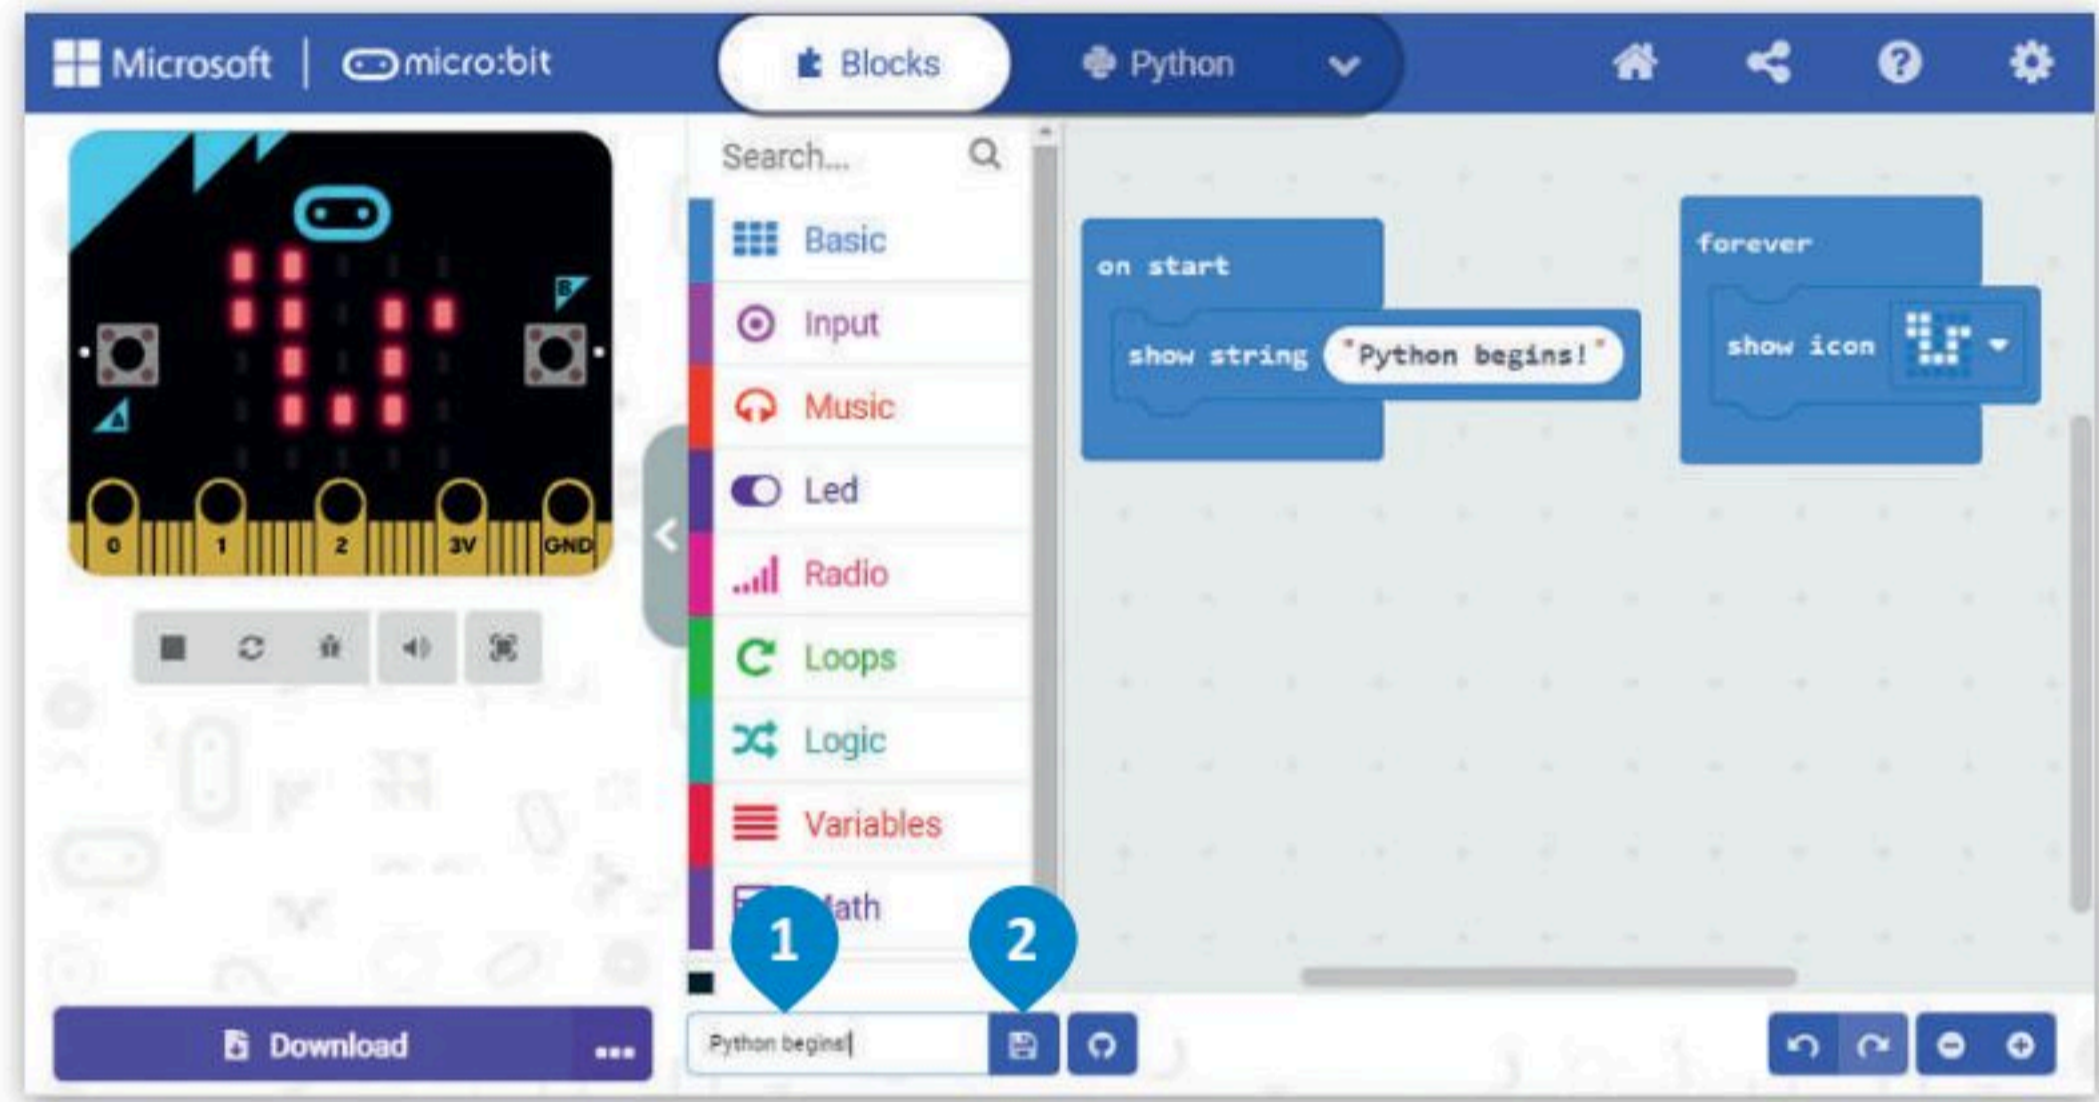 Microsoft | micro:bit
Blocks
Python
Search...
Basic
Input
Music
Led
Radio
Loops
Logic
Variables
ath
on start
show string "Python begins!"
forever
show icon
B
A
0 1 2 3V GND
1
2
Download
Python begins!